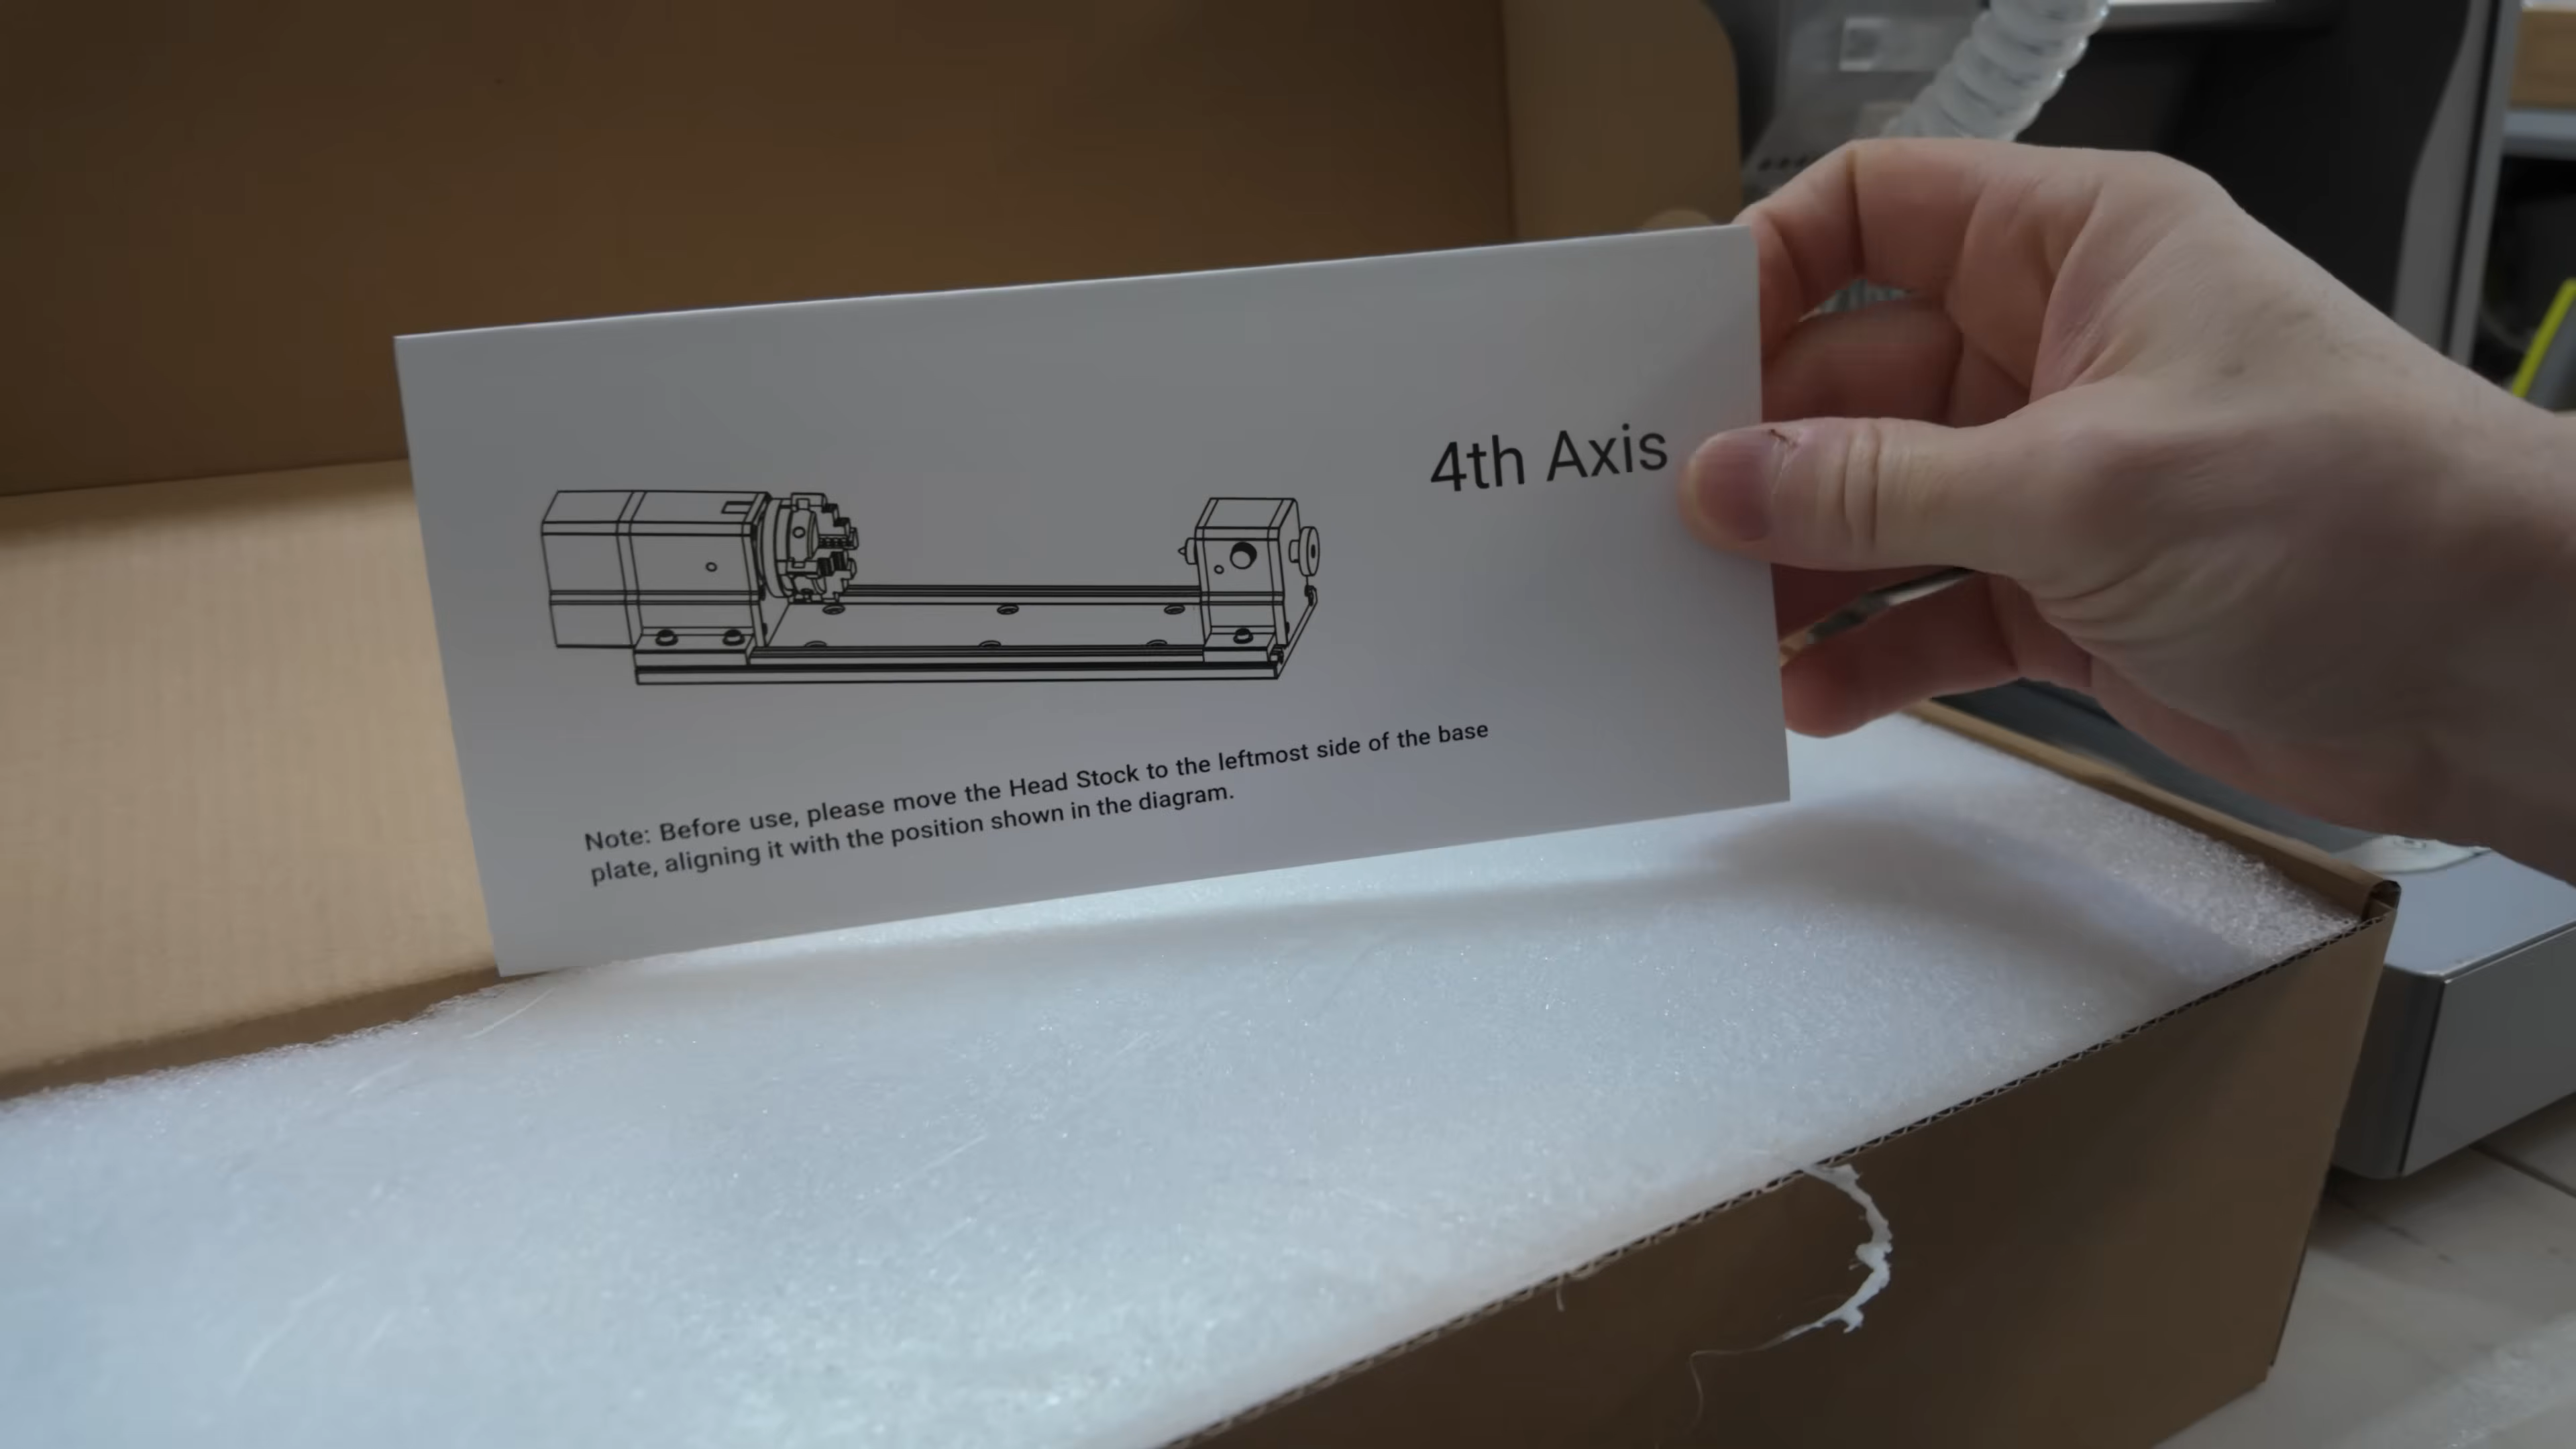 4th Axis
Note: Before use, please move the Head Stock to the leftmost side of the base
plate, aligning it with the position shown in the diagram.